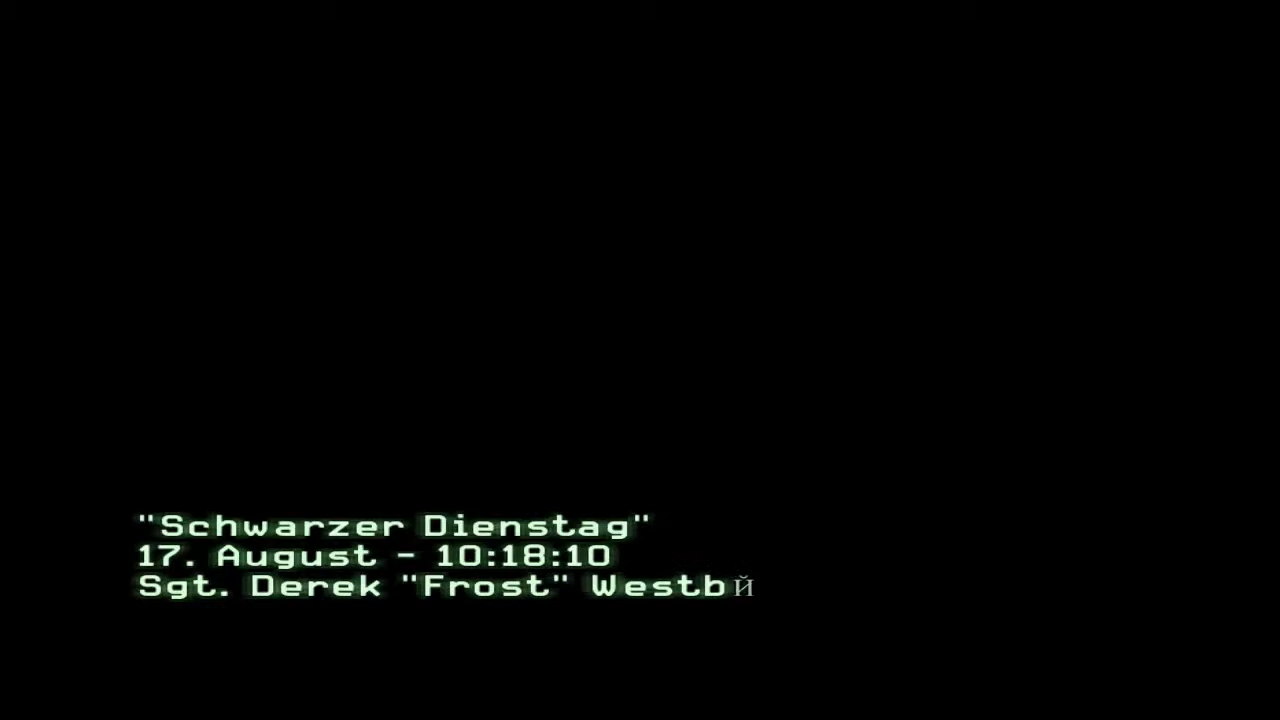 "Schwarzer Dienstag"
17. August - 10:18:10
Sgt. Derek "Frost" Westbй